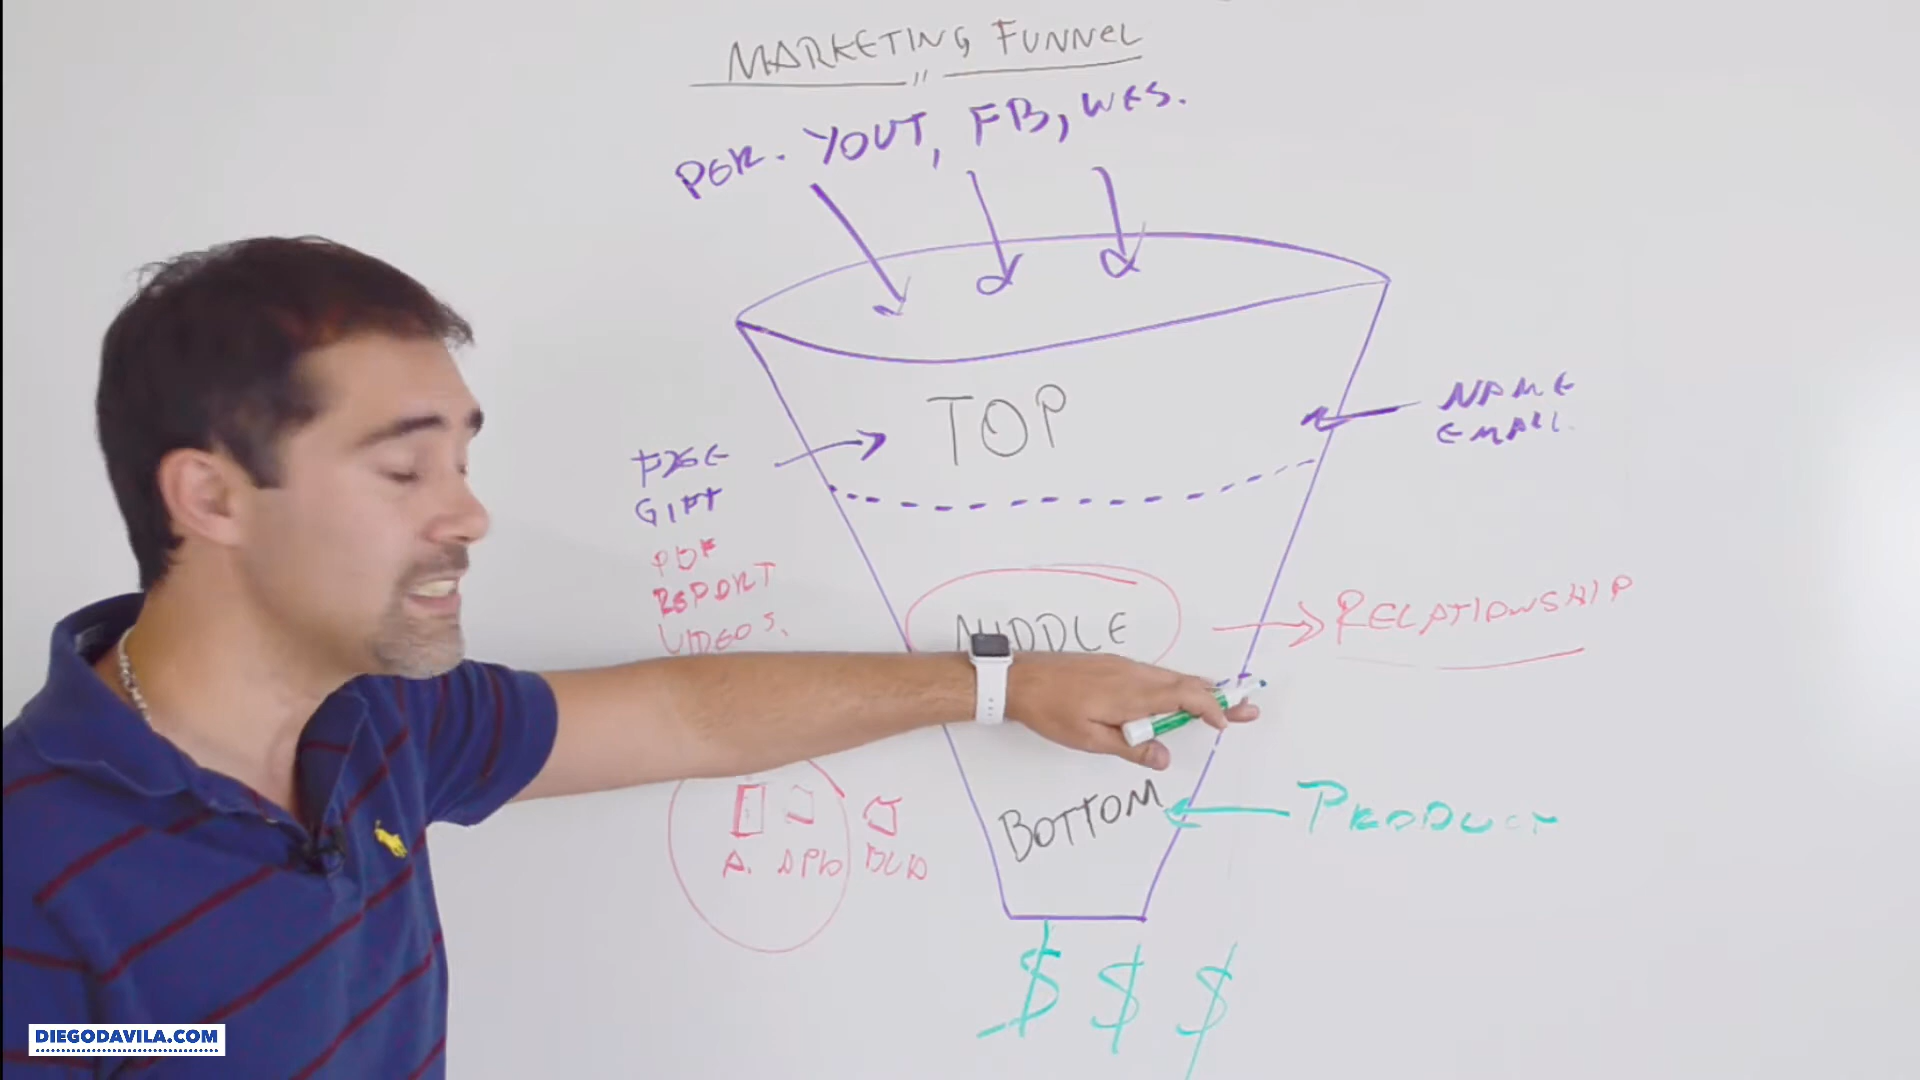 MARKETING FUNNEL
PER. YOUT, FB, WES.
TOP
NAME
EMAIL.
FREE
GIFT
PDF
REPORT
VIDEOS.
MIDDLE
RELATIONSHIP
BOTTOM
PRODUCT
A.
$ $ $
DIEGODAVILA.COM